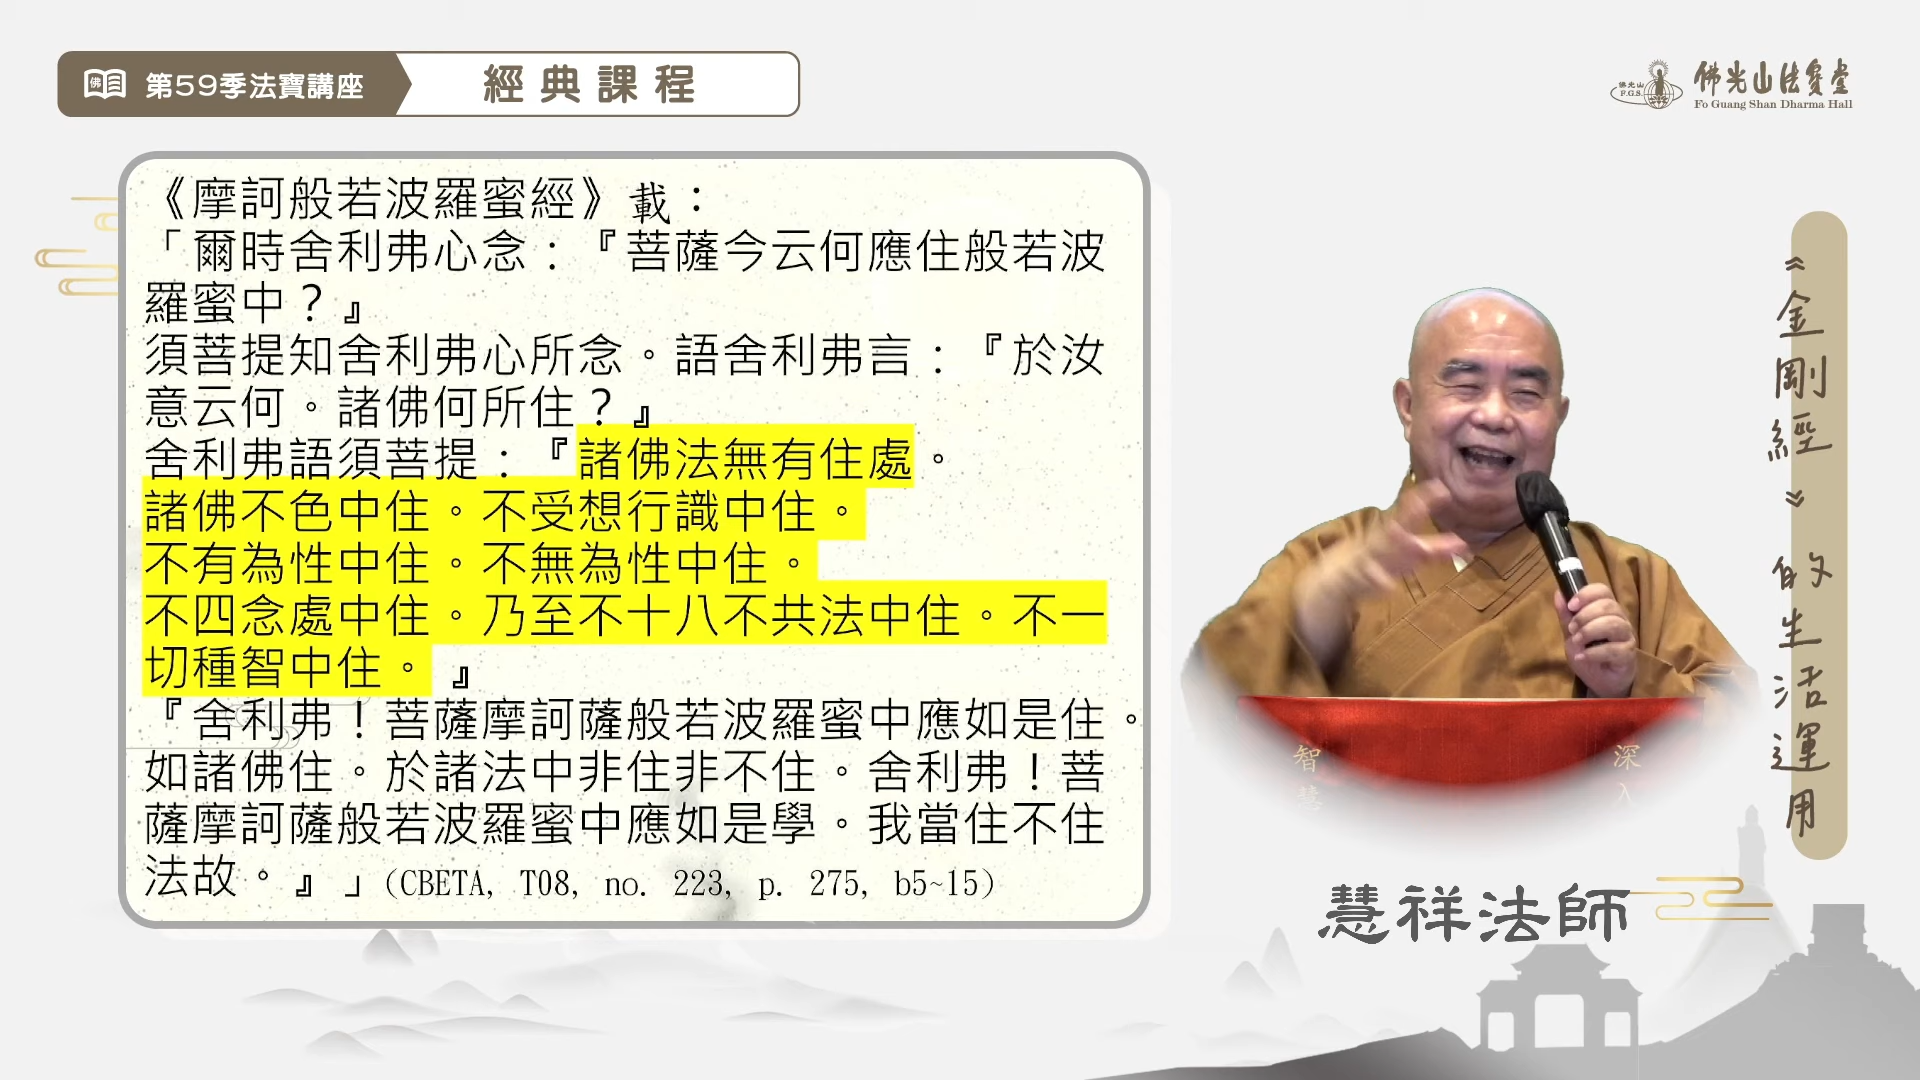 佛
第59季法寶講座
經典課程
佛光山
F.G.S.
佛光山法寶堂
Fo Guang Shan Dharma Hall
《摩訶般若波羅蜜經》載：
「爾時舍利弗心念：『菩薩今云何應住般若波
羅蜜中？』
須菩提知舍利弗心所念。語舍利弗言：『於汝
意云何。諸佛何所住？』
舍利弗語須菩提：『諸佛法無有住處。
諸佛不色中住。不受想行識中住。
不有為性中住。不無為性中住。
不四念處中住。乃至不十八不共法中住。不一
切種智中住。』
『舍利弗！菩薩摩訶薩般若波羅蜜中應如是住。
如諸佛住。於諸法中非住非不住。舍利弗！菩
薩摩訶薩般若波羅蜜中應如是學。我當住不住
法故。』」(CBETA, T08, no. 223, p. 275, b5~15)
《金剛經》的生活運用
智慧
深入
慧祥法師